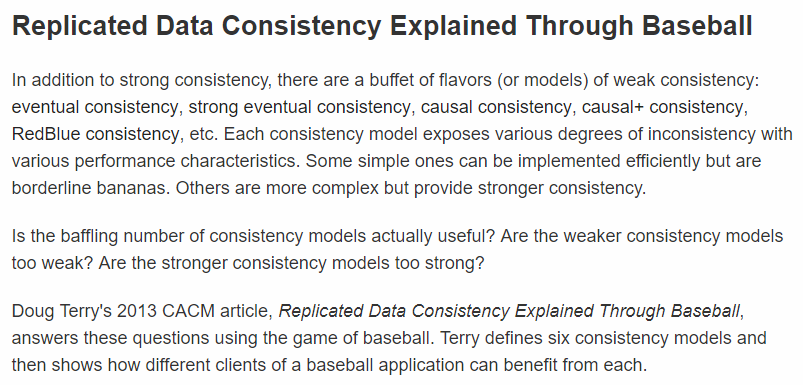 Replicated Data Consistency Explained Through Baseball
In addition to strong consistency, there are a buffet of flavors (or models) of weak consistency:
eventual consistency, strong eventual consistency, causal consistency, causal+ consistency,
RedBlue consistency, etc. Each consistency model exposes various degrees of inconsistency with
various performance characteristics. Some simple ones can be implemented efficiently but are
borderline bananas. Others are more complex but provide stronger consistency.
Is the baffling number of consistency models actually useful? Are the weaker consistency models
too weak? Are the stronger consistency models too strong?
Doug Terry's 2013 CACM article, Replicated Data Consistency Explained Through Baseball,
answers these questions using the game of baseball. Terry defines six consistency models and
then shows how different clients of a baseball application can benefit from each.